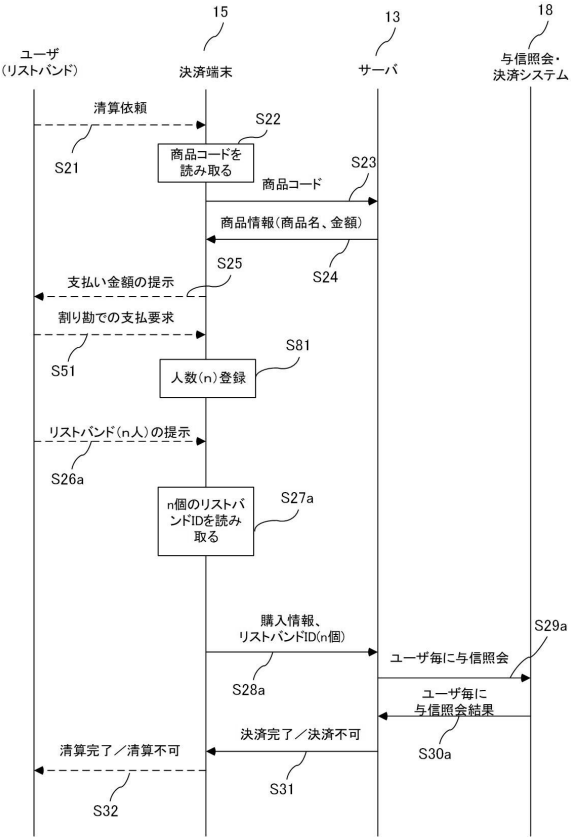 15
13
18
ユーザ
(リストバンド)
決済端末
サーバ
与信照会・
決済システム
清算依頼
S21
S22
商品コードを
読み取る
S23
商品コード
商品情報(商品名、金額)
S24
S25
支払い金額の提示
割り勘での支払要求
S51
S81
人数(n)登録
リストバンド(n人)の提示
S26a
n個のリストバ
ンドIDを読み
取る
S27a
購入情報、
リストバンドID(n個)
S28a
S29a
ユーザ毎に与信照会
ユーザ毎に
与信照会結果
S30a
決済完了/決済不可
S31
清算完了/清算不可
S32